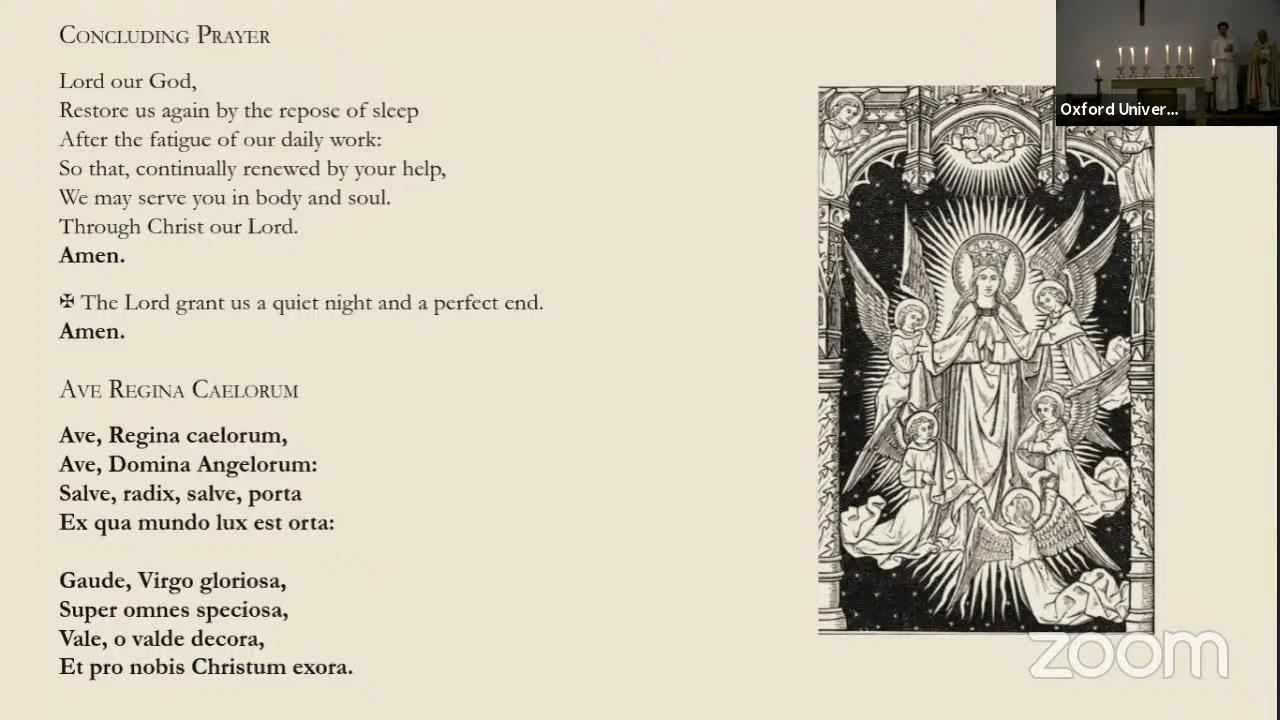 Concluding Prayer
Lord our God,
Restore us again by the repose of sleep
After the fatigue of our daily work:
So that, continually renewed by your help,
We may serve you in body and soul.
Through Christ our Lord.
Amen.
✠ The Lord grant us a quiet night and a perfect end.
Amen.
Ave Regina Caelorum
Ave, Regina caelorum,
Ave, Domina Angelorum:
Salve, radix, salve, porta
Ex qua mundo lux est orta:
Gaude, Virgo gloriosa,
Super omnes speciosa,
Vale, o valde decora,
Et pro nobis Christum exora.
Oxford Univer...
zoom